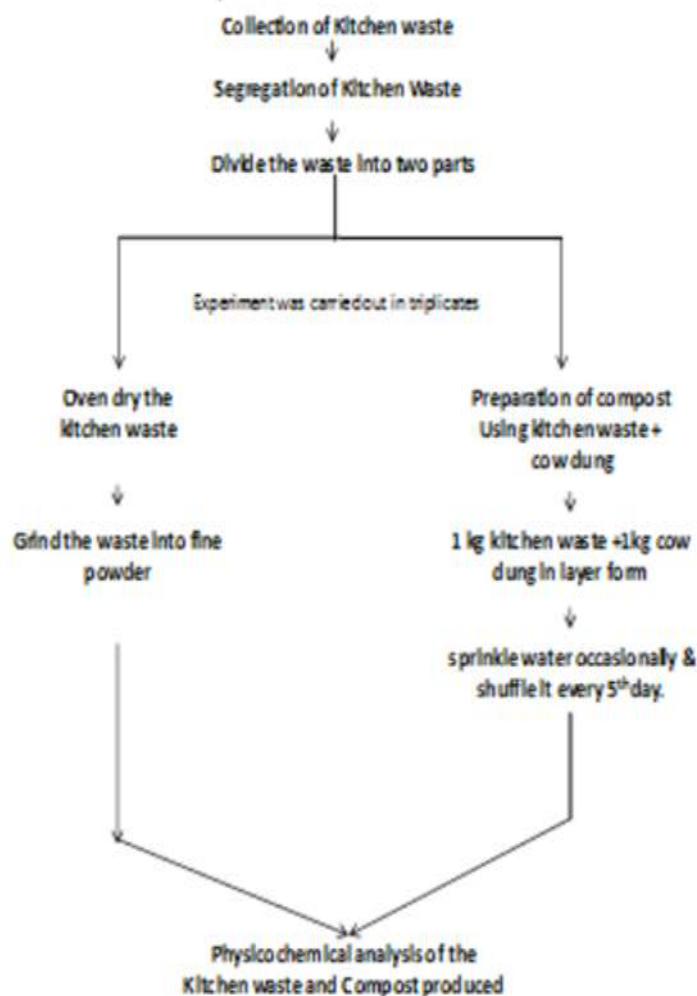 Collection of Kitchen waste
Segregation of Kitchen Waste
Divide the waste into two parts
Experiment was carried out in triplicates
Oven dry the
kitchen waste
Grind the waste into fine
powder
Preparation of compost
Using kitchen waste +
cow dung
1 kg kitchen waste +1kg cow
dung in layer form
sprinkle water occasionally &
shuffle it every 5th day.
Physicochemical analysis of the
Kitchen waste and Compost produced